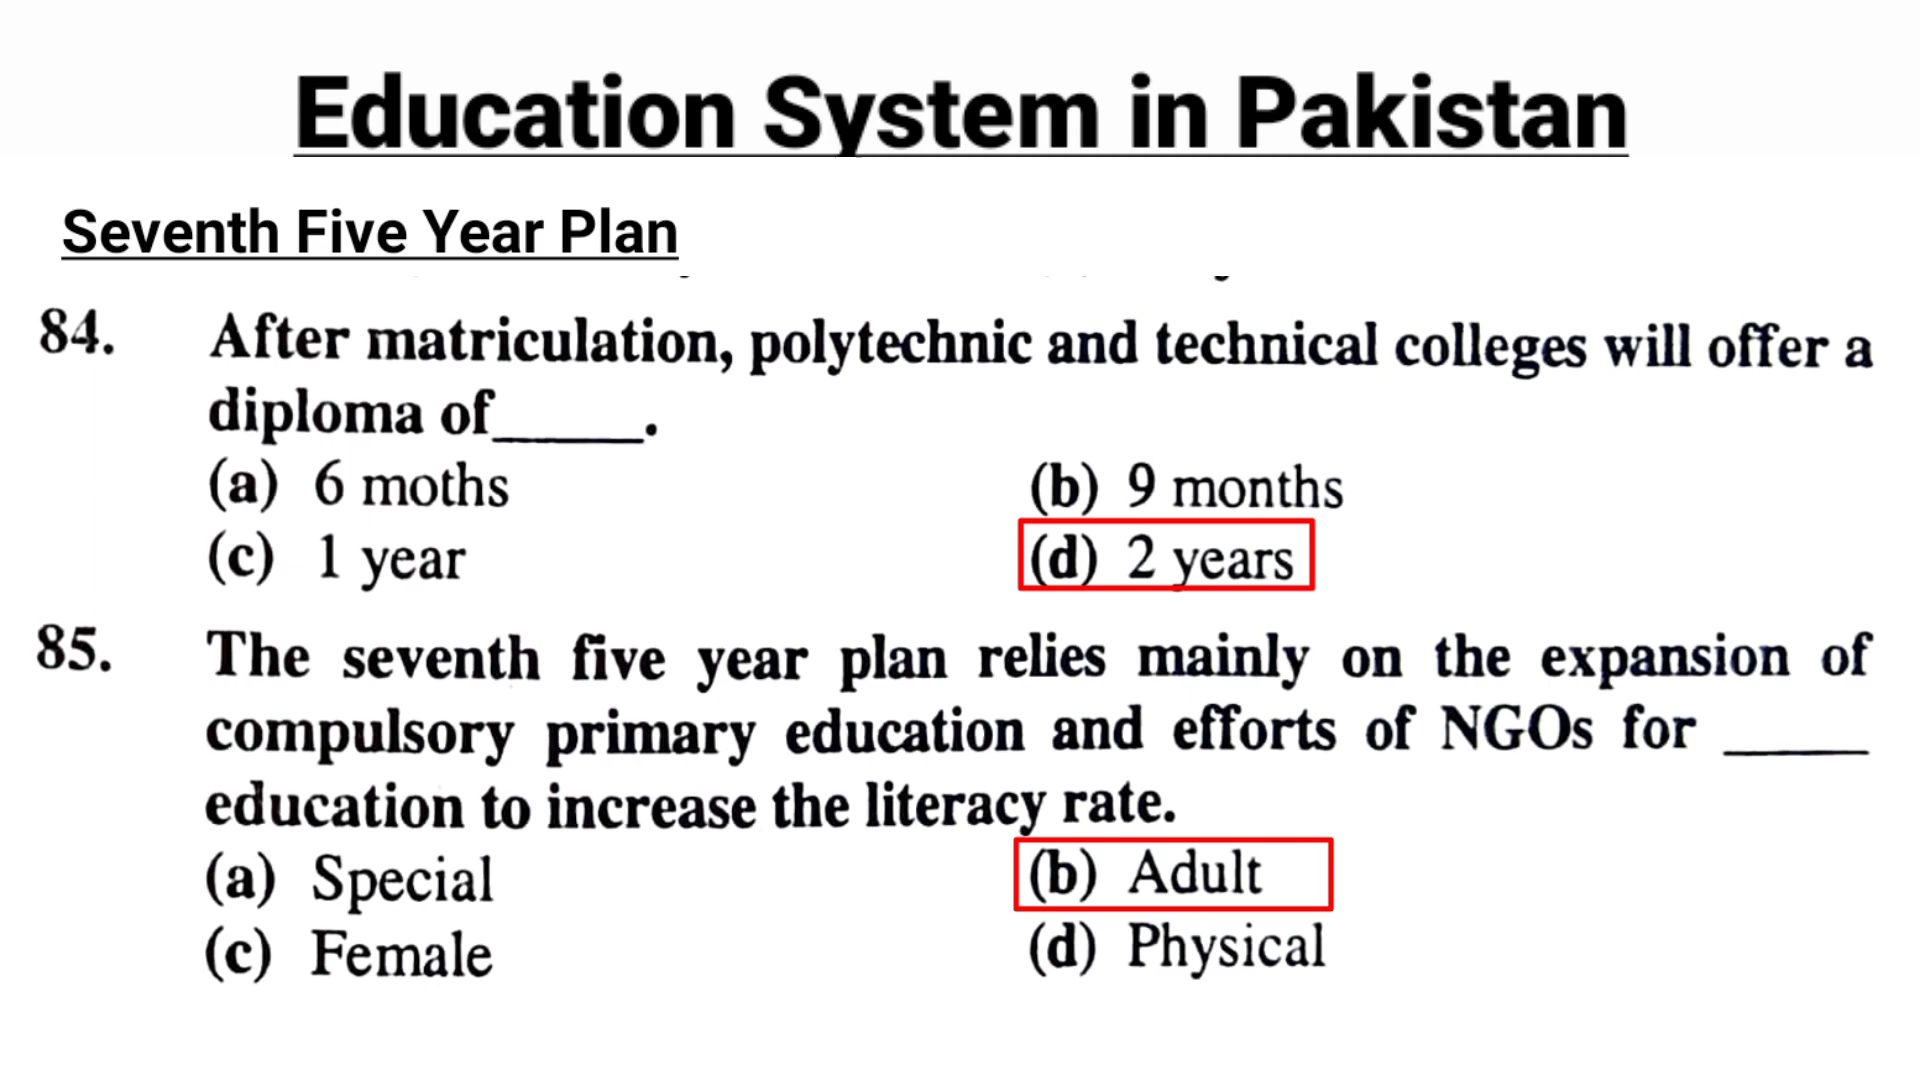 Education System in Pakistan
Seventh Five Year Plan
84. After matriculation, polytechnic and technical colleges will offer a
diploma of_____.
(a) 6 moths (b) 9 months
(c) 1 year (d) 2 years
85. The seventh five year plan relies mainly on the expansion of
compulsory primary education and efforts of NGOs for _____
education to increase the literacy rate.
(a) Special (b) Adult
(c) Female (d) Physical